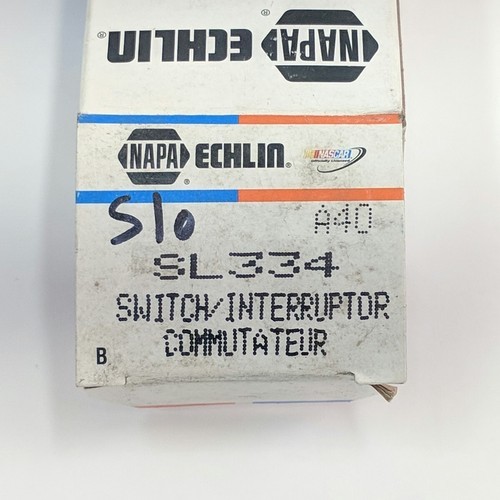 NAPA ECHLIN®
NAPA® ECHLIN® NASCAR
S10 A40
SL334
SWITCH/INTERRUPTOR
COMMUTATEUR
B